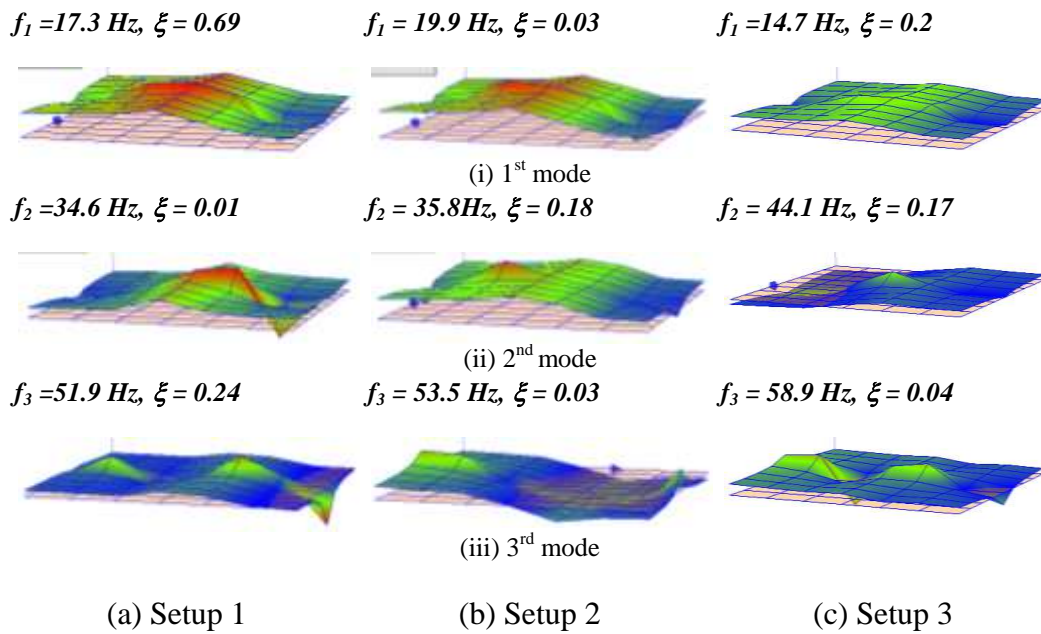 f₁ =17.3 Hz, ξ = 0.69 f₁ = 19.9 Hz, ξ = 0.03 f₁ =14.7 Hz, ξ = 0.2
(i) 1ˢᵗ mode
f₂ =34.6 Hz, ξ = 0.01 f₂ = 35.8Hz, ξ = 0.18 f₂ = 44.1 Hz, ξ = 0.17
(ii) 2ⁿᵈ mode
f₃ =51.9 Hz, ξ = 0.24 f₃ = 53.5 Hz, ξ = 0.03 f₃ = 58.9 Hz, ξ = 0.04
(iii) 3ʳᵈ mode
(a) Setup 1 (b) Setup 2 (c) Setup 3